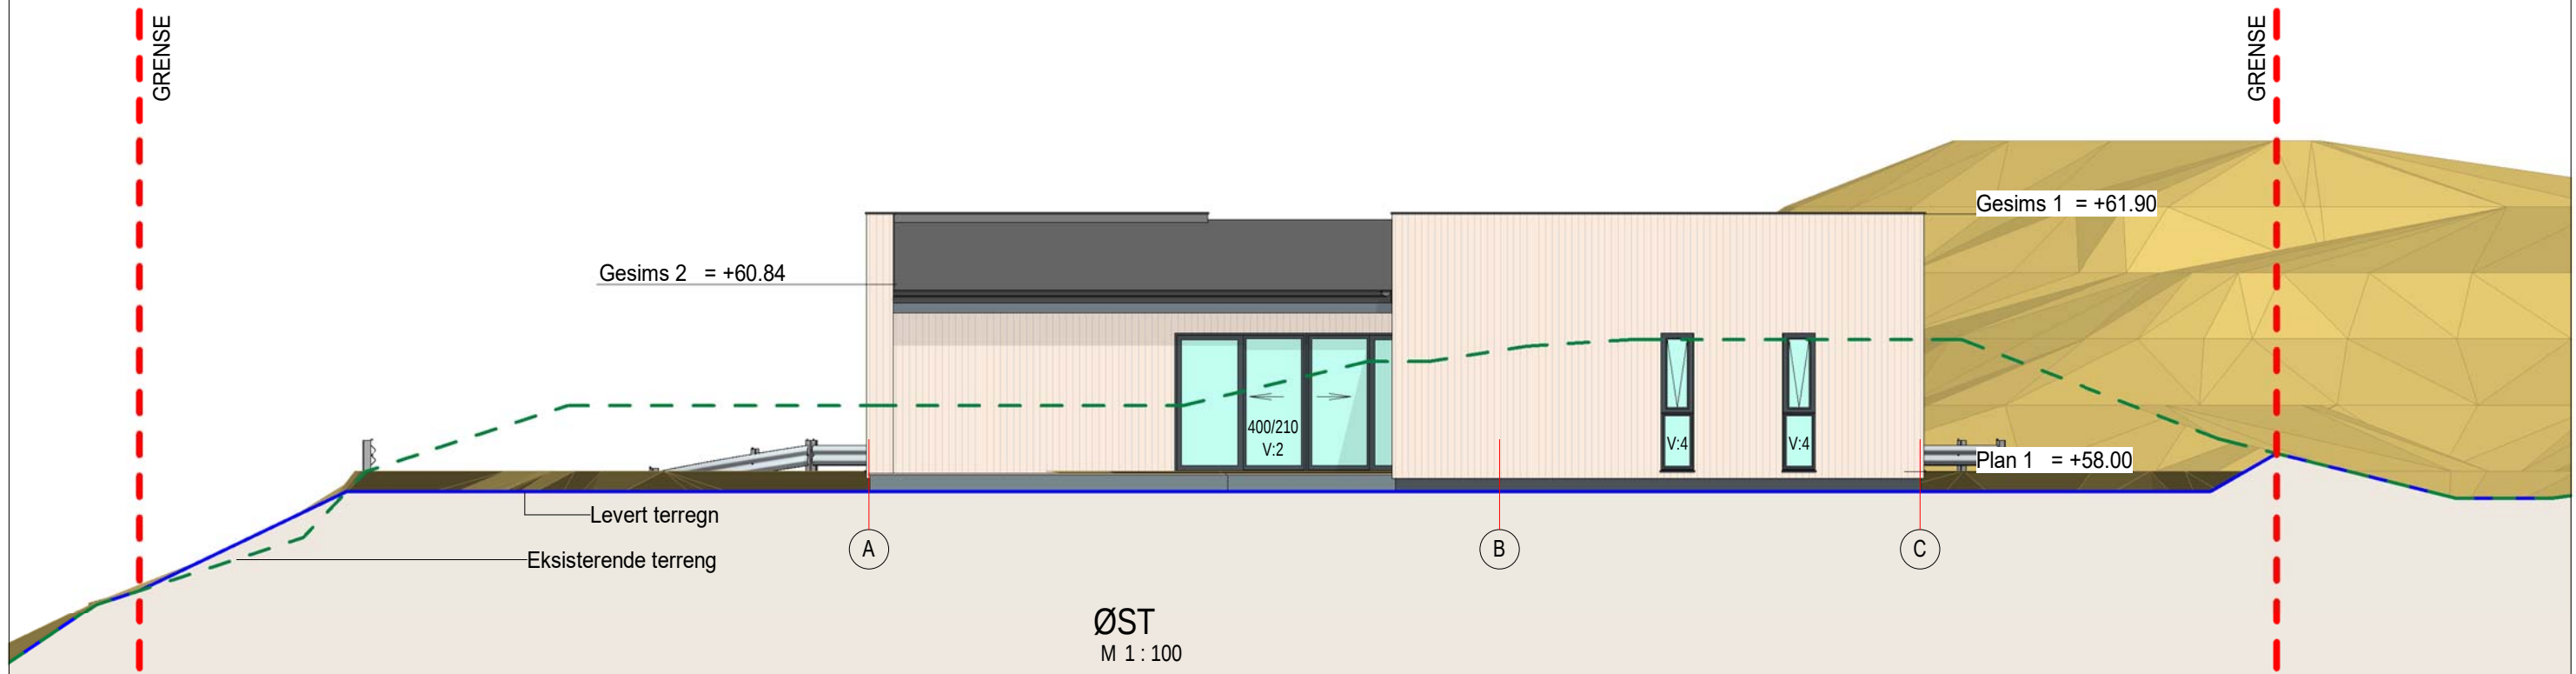 GRENSE
GRENSE
Gesims 1 = +61.90
Gesims 2 = +60.84
400/210
V:2
V:4
V:4
Plan 1 = +58.00
Levert terregn
Eksisterende terreng
A
B
C
ØST
M 1 : 100